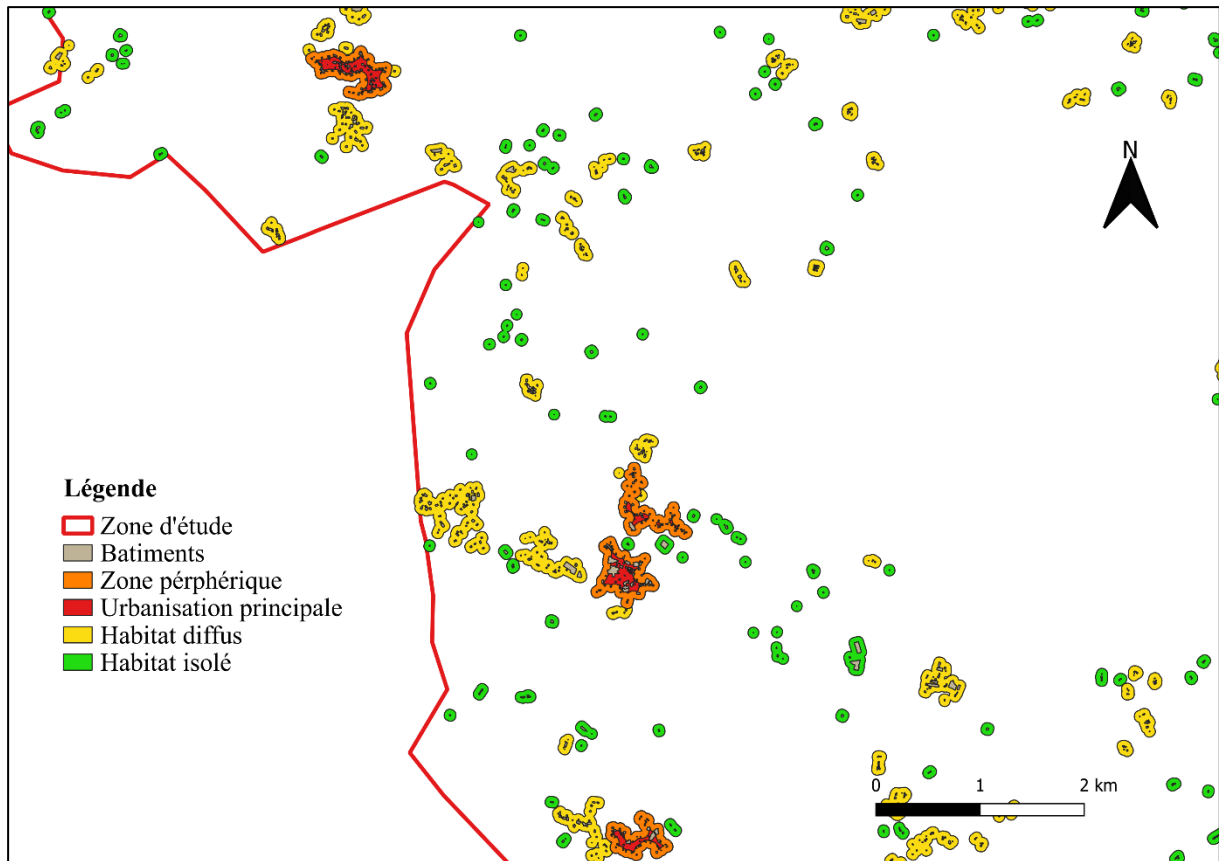 N
Légende
Zone d'étude
Batiments
Zone pérphérique
Urbanisation principale
Habitat diffus
Habitat isolé
0 1 2 km